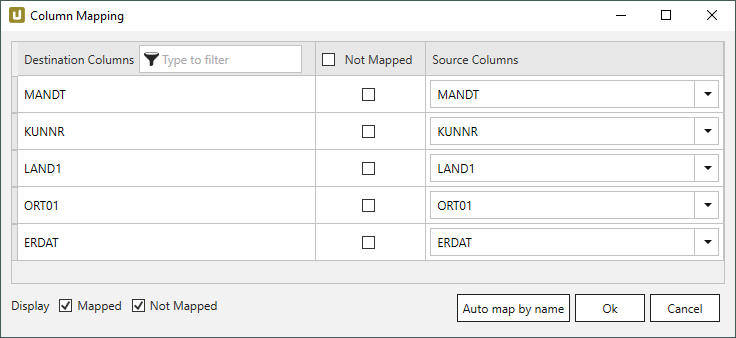 Column Mapping
Destination Columns Type to filter Not Mapped Source Columns
MANDT MANDT
KUNNR KUNNR
LAND1 LAND1
ORT01 ORT01
ERDAT ERDAT
Display Mapped Not Mapped Auto map by name Ok Cancel